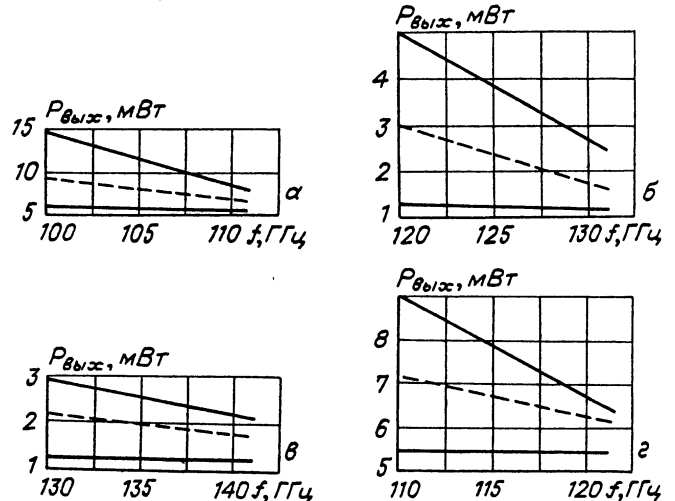 Pвых, мВт
15
10
5
100 105 110 f, ГГц
а
Pвых, мВт
4
3
2
1
120 125 130 f, ГГц
б
Pвых, мВт
3
2
1
130 135 140 f, ГГц
в
Pвых, мВт
8
7
6
5
110 115 120 f, ГГц
г